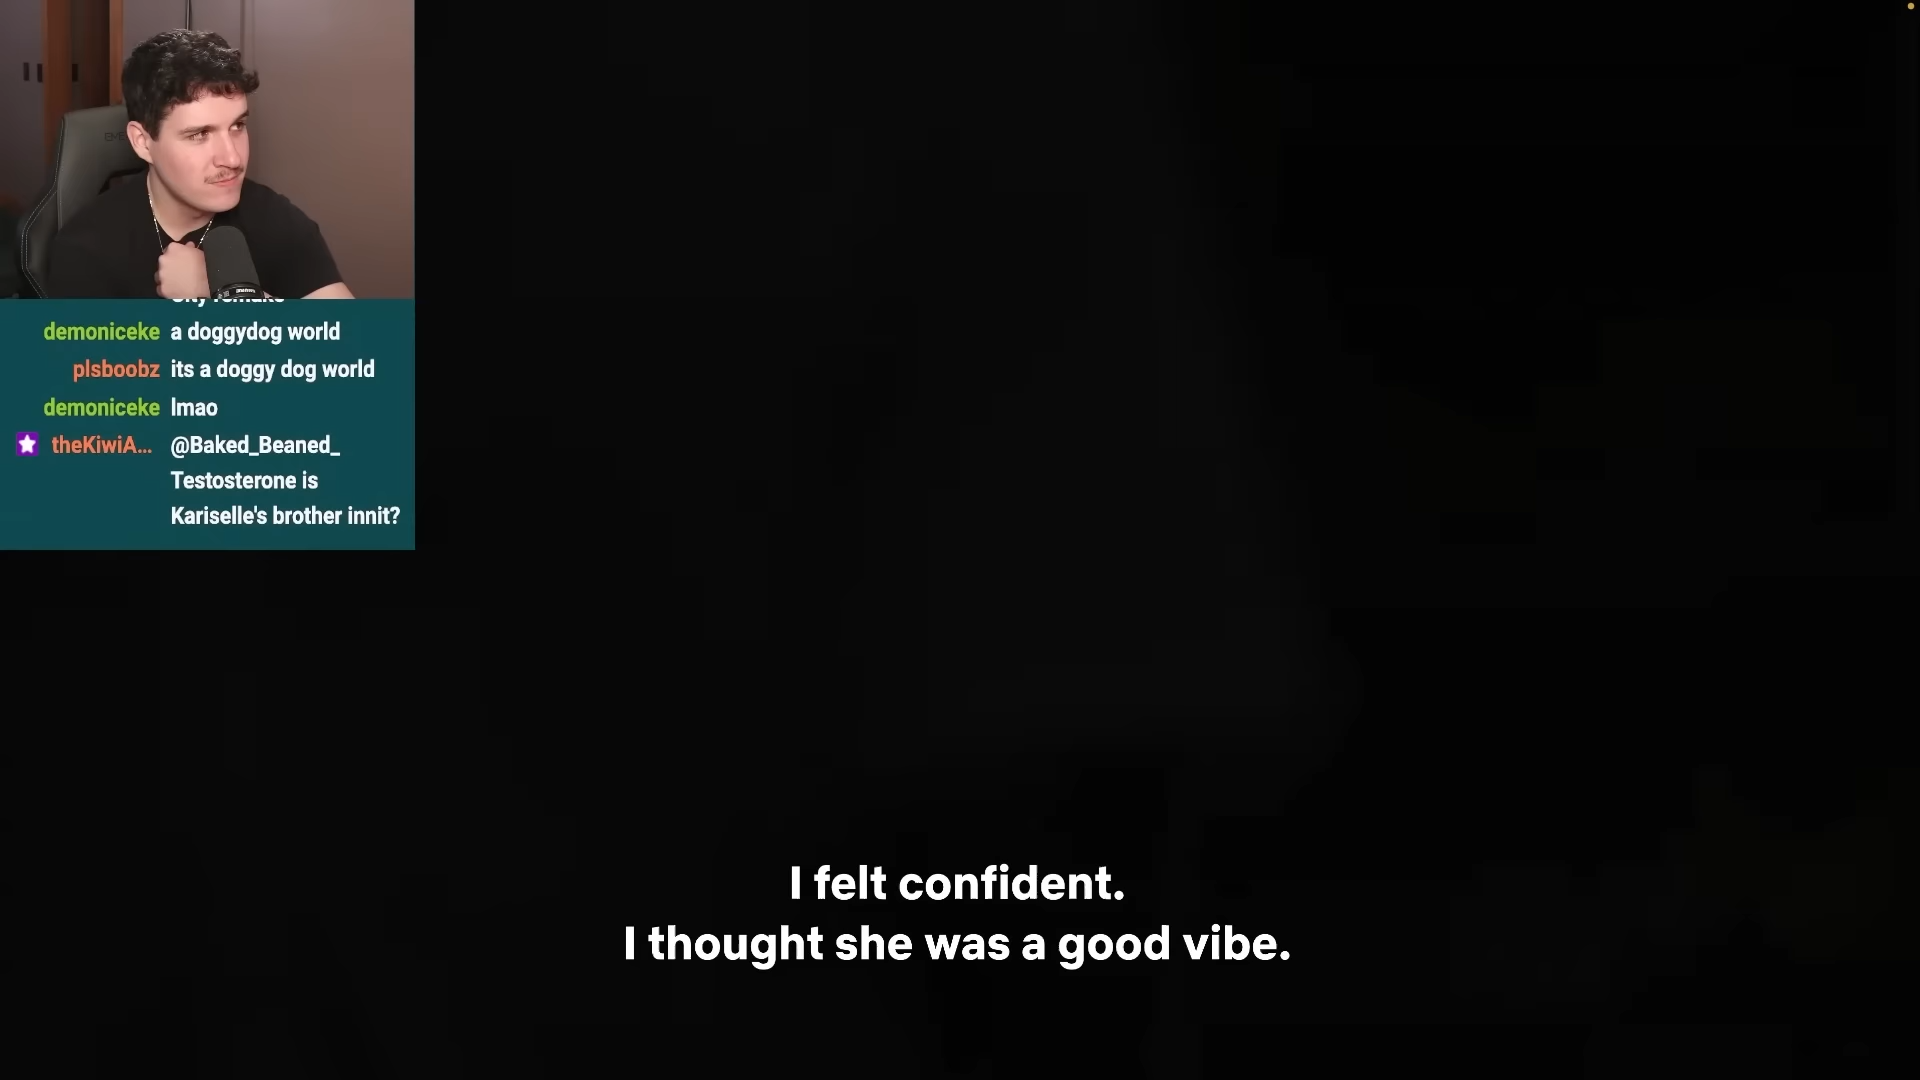 demoniceke a doggydog world
plsboobz its a doggy dog world
demoniceke lmao
theKiwiA... @Baked_Beaned_
Testosterone is
Kariselle's brother innit?
I felt confident.
I thought she was a good vibe.